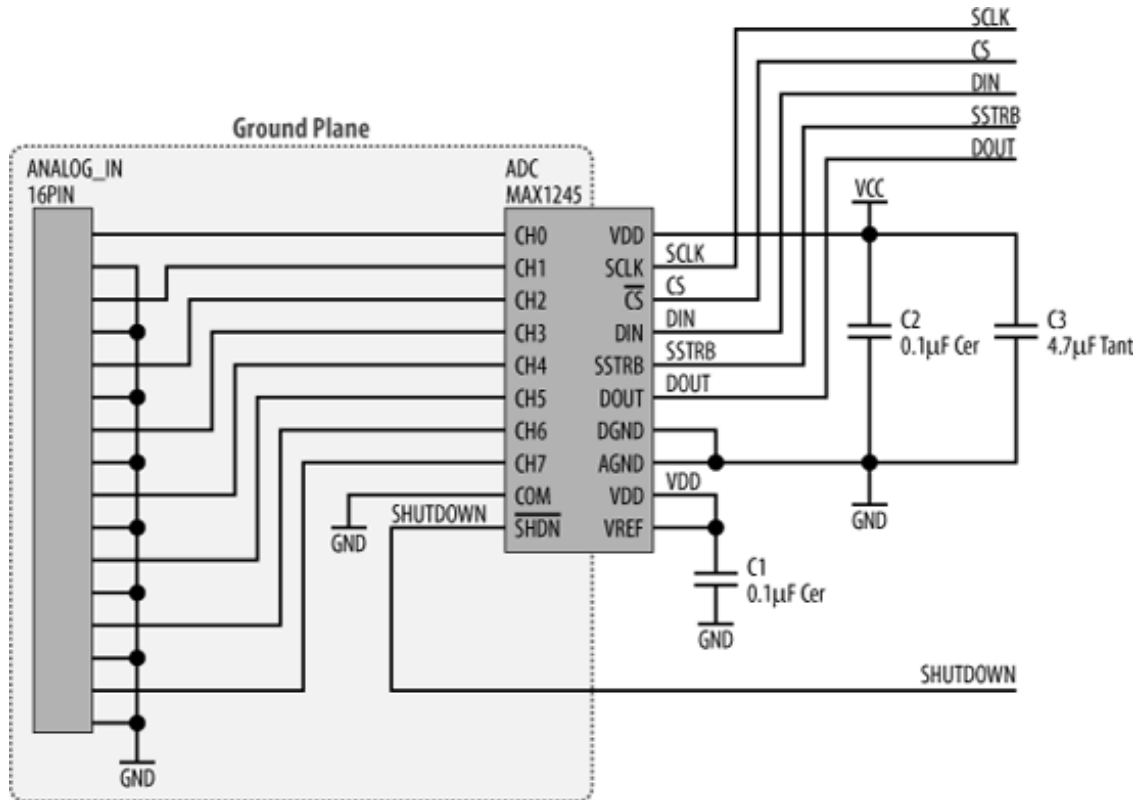 SCLK
CS
DIN
SSTRB
DOUT
Ground Plane
ANALOG_IN
16PIN
ADC
MAX1245
VCC
CH0
CH1
CH2
CH3
CH4
CH5
CH6
CH7
COM
SHDN
VDD
SCLK
CS
DIN
SSTRB
DOUT
DGND
AGND
VDD
VREF
SCLK
CS
DIN
SSTRB
DOUT
VDD
C2
0.1µF Cer
C3
4.7µF Tant
GND
SHUTDOWN
GND
C1
0.1µF Cer
GND
SHUTDOWN
GND